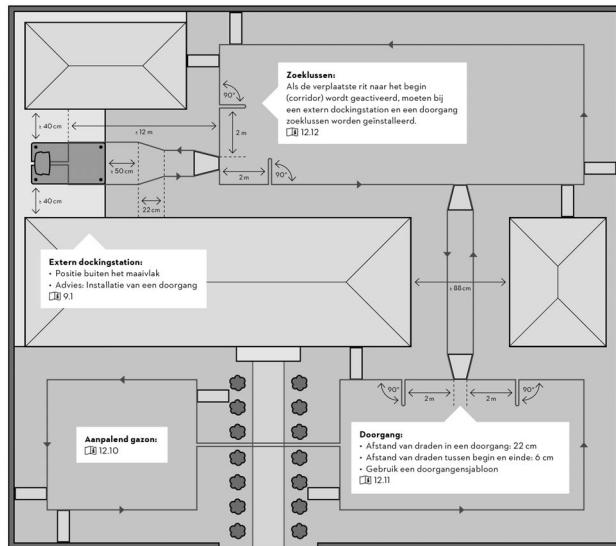 Zoeklussen:
Als de verplaatste rit naar het begin
(corridor) wordt geactiveerd, moeten bij
een extern dockingstation en een doorgang
zoeklussen worden geïnstalleerd.
12.12
90°
≥ 40 cm
≤ 12 m
2 m
≥ 50 cm
2 m
90°
≥ 40 cm
22 cm
Extern dockingstation:
• Positie buiten het maaivlak
• Advies: Installatie van een doorgang
9.1
≥ 88cm
90°
2 m
2 m
90°
Aanpalend gazon:
12.10
Doorgang:
• Afstand van draden in een doorgang: 22 cm
• Afstand van draden tussen begin en einde: 6 cm
• Gebruik een doorgangensjabloon
12.11